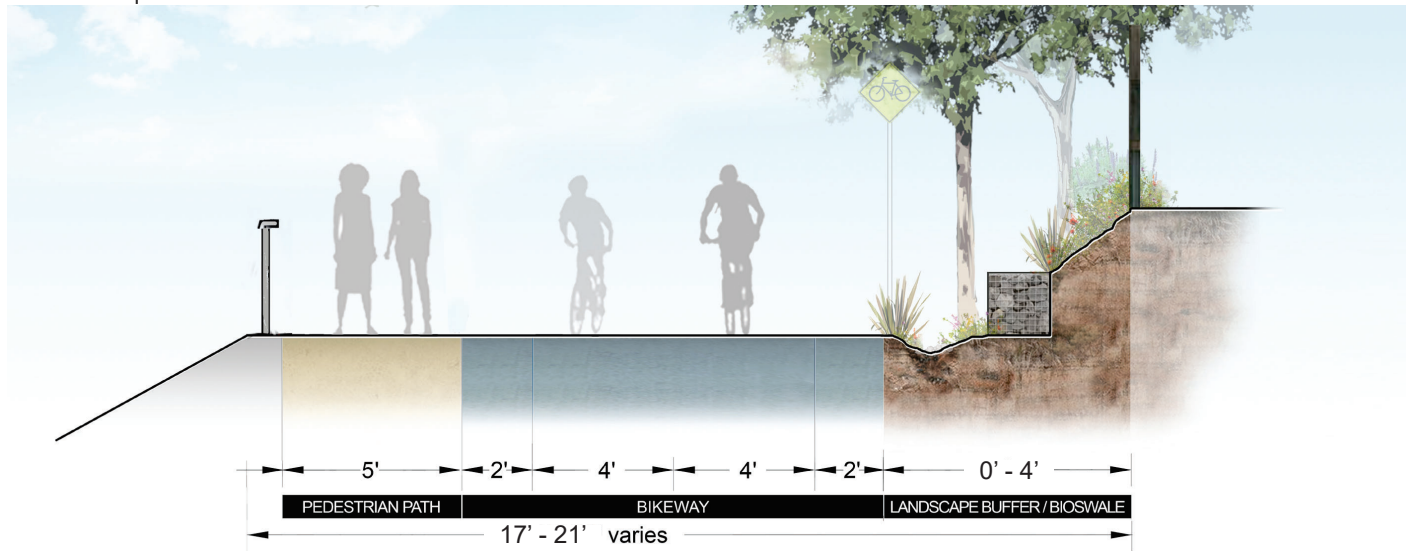 5' 2' 4' 4' 2' 0’ - 4’
PEDESTRIAN PATH BIKEWAY LANDSCAPE BUFFER / BIOSWALE
17’ - 21’ varies